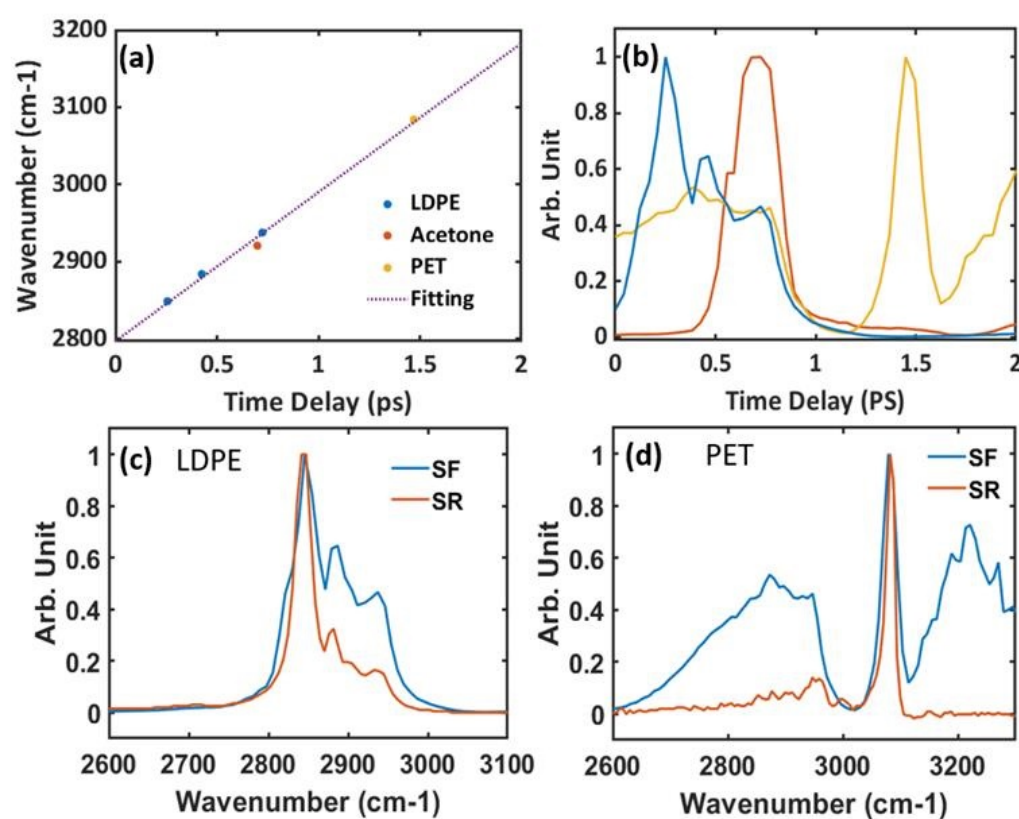 (a)
Wavenumber (cm-1)
3200
3100
3000
2900
2800
0
0.5
1
1.5
2
Time Delay (ps)
LDPE
Acetone
PET
Fitting
(b)
Arb. Unit
1
0.8
0.6
0.4
0.2
0
0
0.5
1
1.5
2
Time Delay (PS)
(c) LDPE
SF
SR
Arb. Unit
1
0.8
0.6
0.4
0.2
0
2600
2700
2800
2900
3000
3100
Wavenumber (cm-1)
(d) PET
SF
SR
Arb. Unit
1
0.8
0.6
0.4
0.2
0
2600
2800
3000
3200
Wavenumber (cm-1)